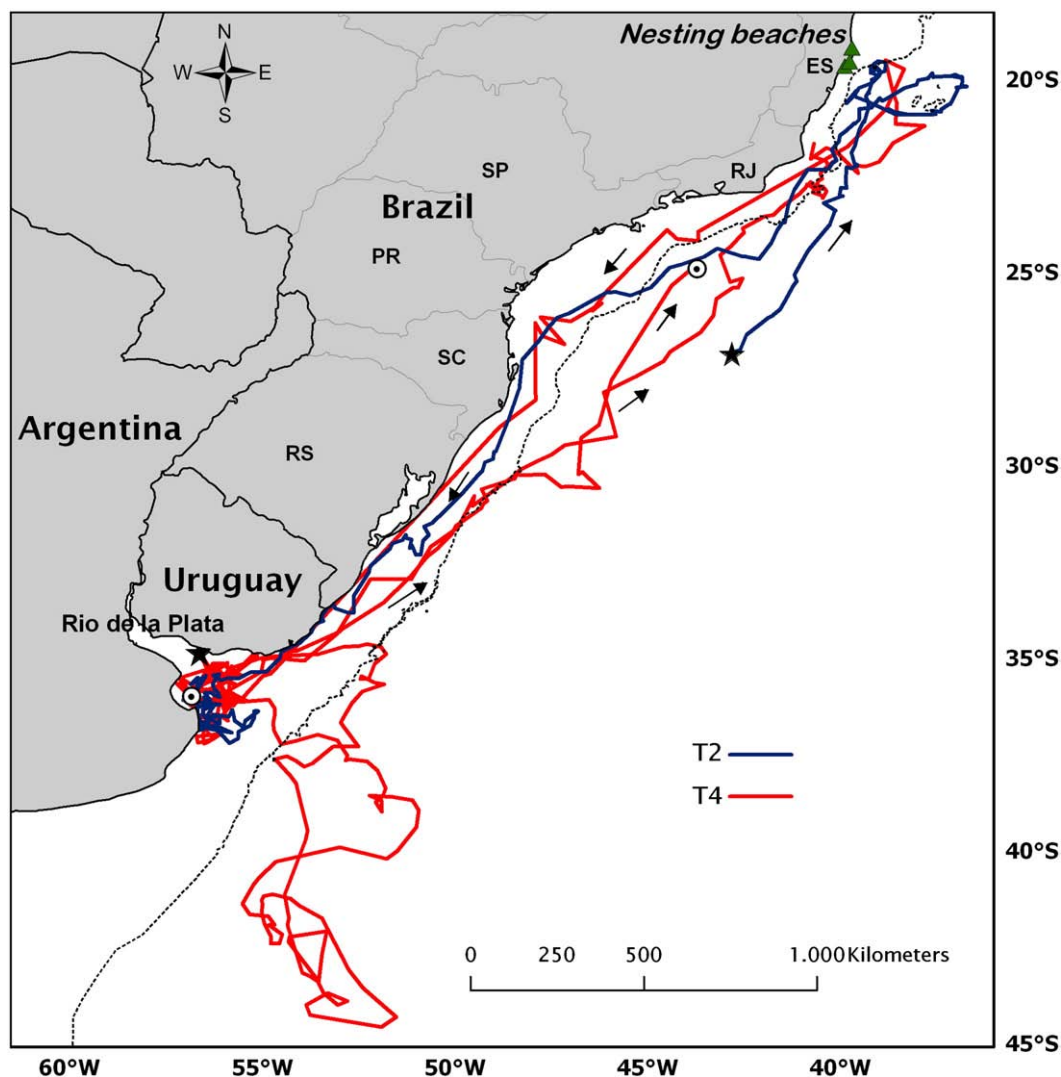 Nesting beaches
N
W E
S
ES
20°S
SP
RJ
Brazil
PR
25°S
SC
Argentina
RS
30°S
Uruguay
Rio de la Plata
35°S
T2
T4
40°S
0 250 500 1.000 Kilometers
45°S
60°W 55°W 50°W 45°W 40°W